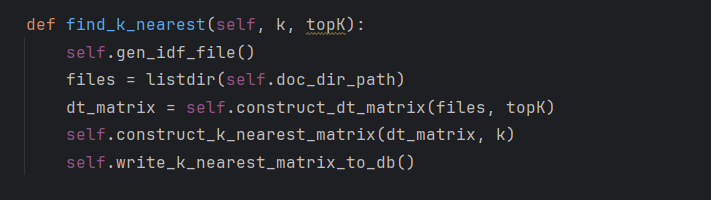 def find_k_nearest(self, k, topK):
    self.gen_idf_file()
    files = listdir(self.doc_dir_path)
    dt_matrix = self.construct_dt_matrix(files, topK)
    self.construct_k_nearest_matrix(dt_matrix, k)
    self.write_k_nearest_matrix_to_db()